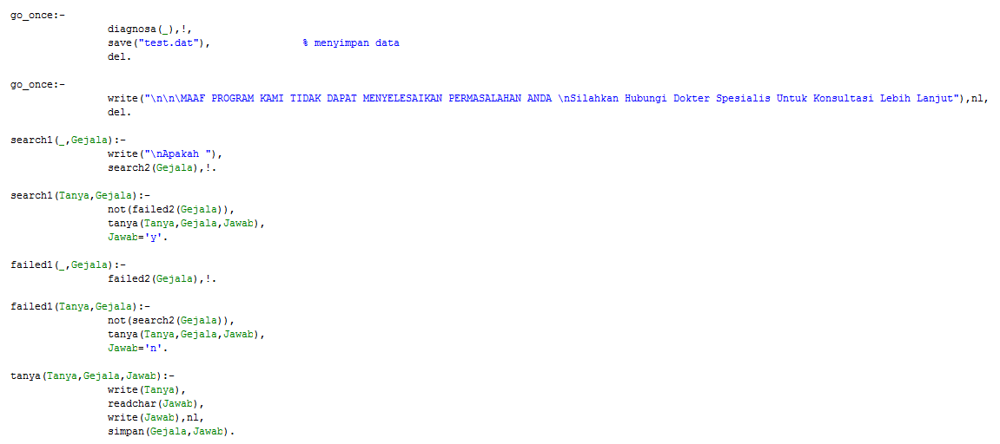 go_once:-
diagnosa(_),!,
save("test.dat"), % menyimpan data
del.
go_once:-
write("\n\n\MAAF PROGRAM KAMI TIDAK DAPAT MENYELESAIKAN PERMASALAHAN ANDA \nSilahkan Hubungi Dokter Spesialis Untuk Konsultasi Lebih Lanjut"),nl,
del.
search1(_,Gejala):-
write("\nApakah "),
search2(Gejala),!.
search1(Tanya,Gejala):-
not(failed2(Gejala)),
tanya(Tanya,Gejala,Jawab),
Jawab='y'.
failed1(_,Gejala):-
failed2(Gejala),!.
failed1(Tanya,Gejala):-
not(search2(Gejala)),
tanya(Tanya,Gejala,Jawab),
Jawab='n'.
tanya(Tanya,Gejala,Jawab):-
write(Tanya),
readchar(Jawab),
write(Jawab),nl,
simpan(Gejala,Jawab).